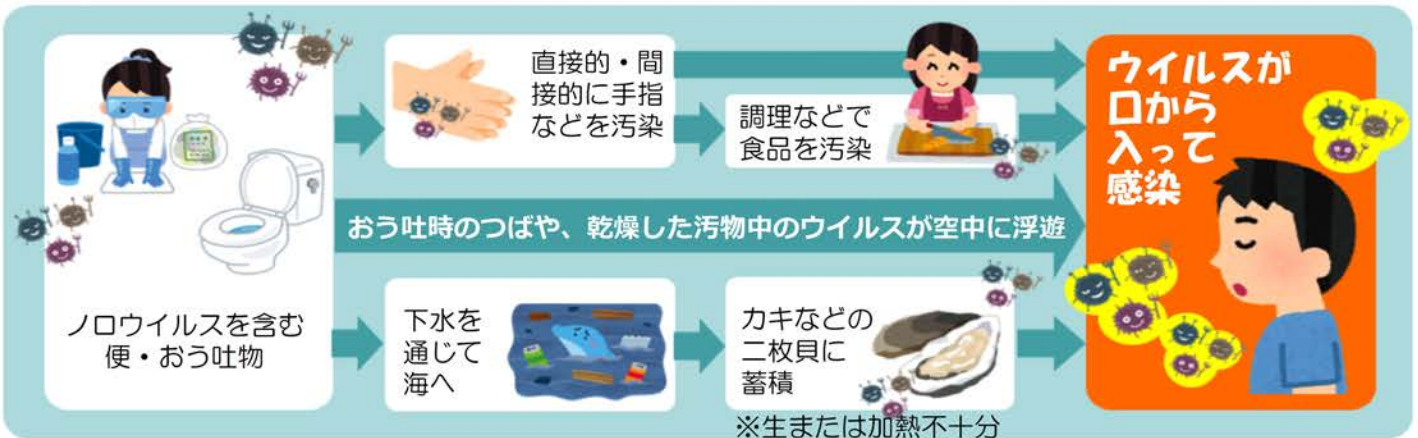 ノロウイルスを含む
便・おう吐物
直接的・間
接的に手指
などを汚染
調理などで
食品を汚染
おう吐時のつばや、乾燥した汚物中のウイルスが空中に浮遊
下水を
通じて
海へ
カキなどの
二枚貝に
蓄積
※生または加熱不十分
ウイルスが
口から
入って
感染